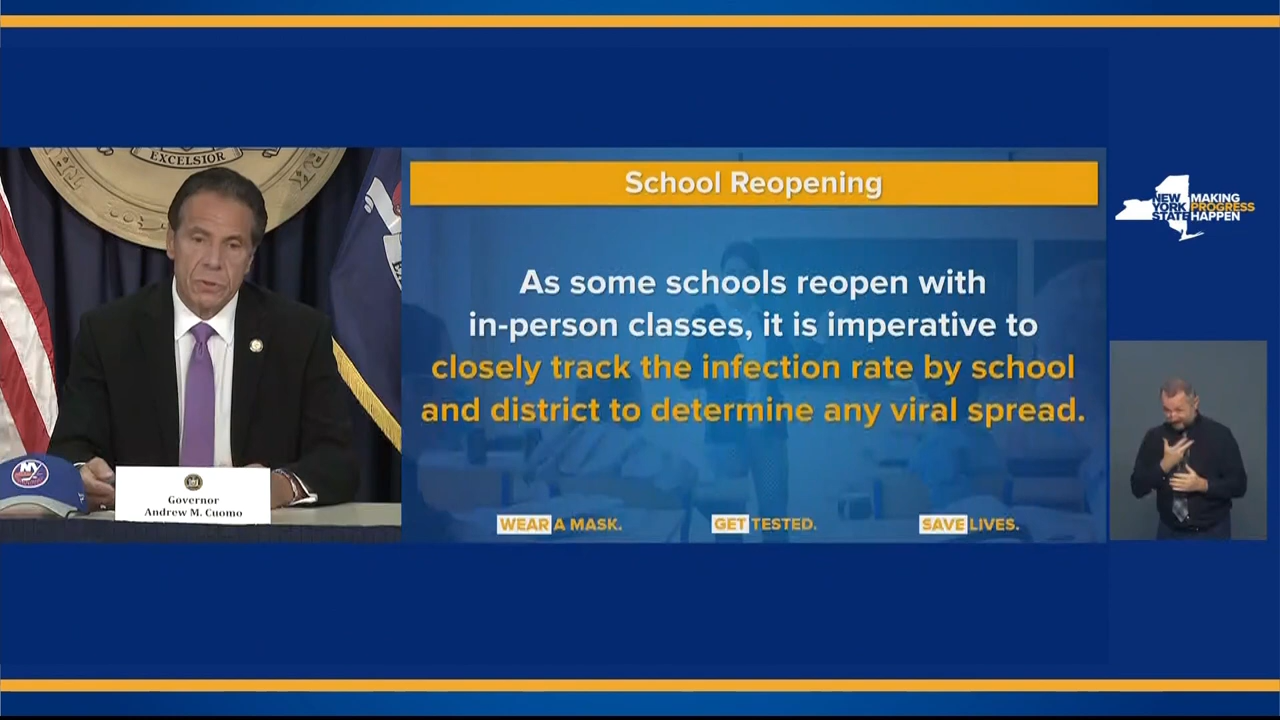 EXCELSIOR
School Reopening
As some schools reopen with
in-person classes, it is imperative to
closely track the infection rate by school
and district to determine any viral spread.
WEAR A MASK.
GET TESTED.
SAVE LIVES.
NY
Governor
Andrew M. Cuomo
NEW YORK STATE
MAKING
PROGRESS
HAPPEN